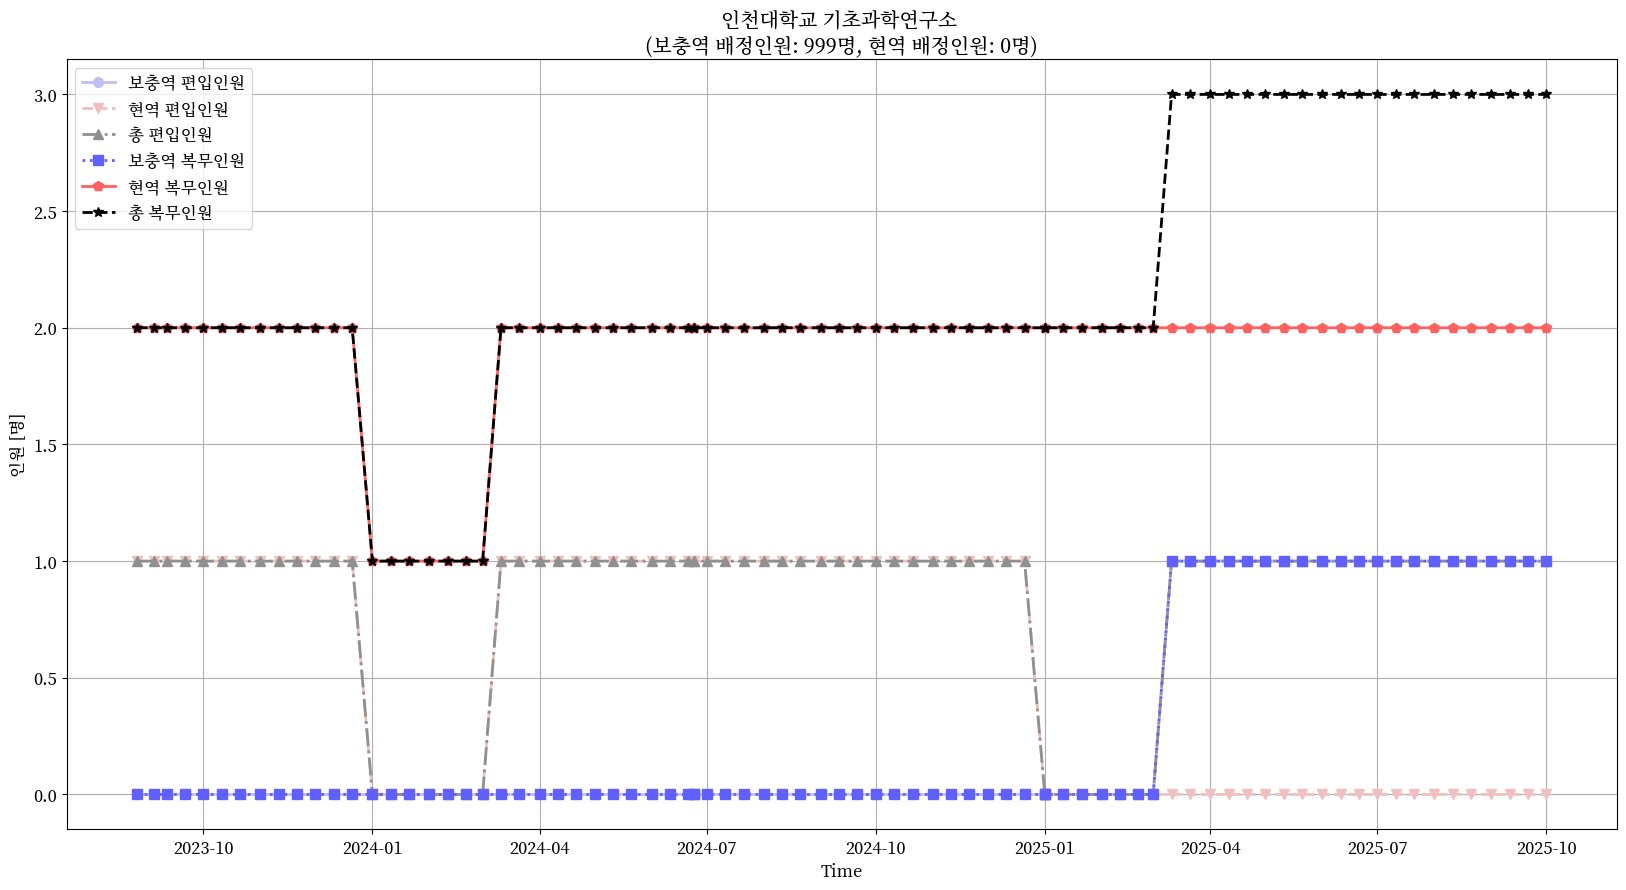 인천대학교 기초과학연구소
(보충역 배정인원: 999명, 현역 배정인원: 0명)
보충역 편입인원
현역 편입인원
총 편입인원
보충역 복무인원
현역 복무인원
총 복무인원
인원 [명]
3.0
2.5
2.0
1.5
1.0
0.5
0.0
2023-10 2024-01 2024-04 2024-07 2024-10 2025-01 2025-04 2025-07 2025-10
Time